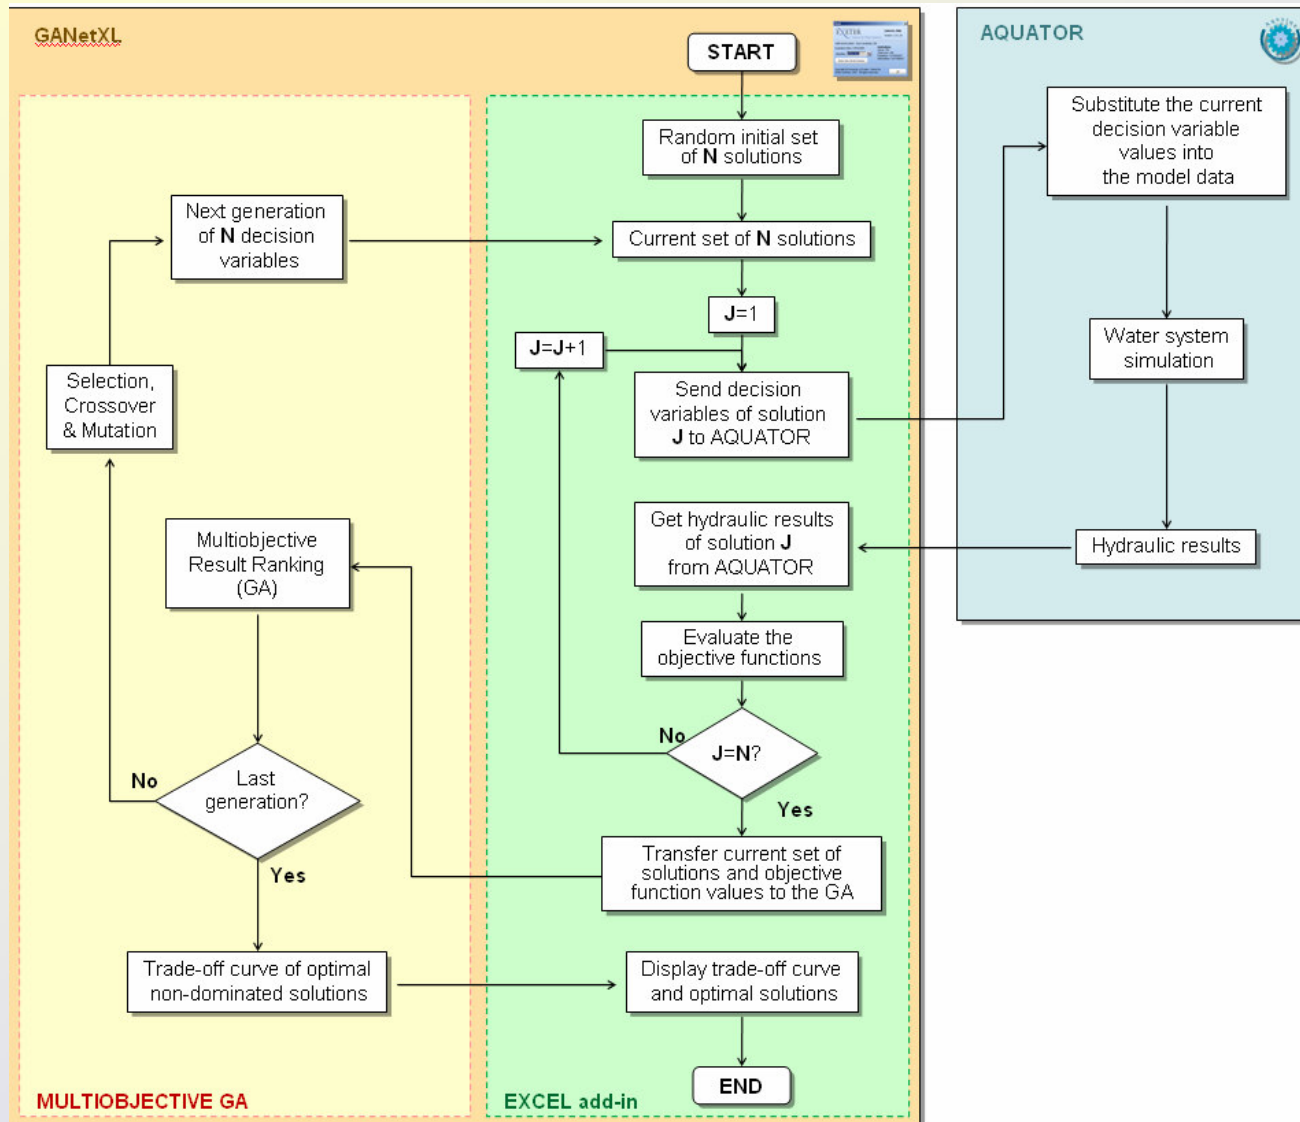 GANetXL
START
AQUATOR
Random initial set
of N solutions
Substitute the current
decision variable
values into
the model data
Next generation
of N decision
variables
Current set of N solutions
J=1
J=J+1
Water system
simulation
Selection,
Crossover
& Mutation
Send decision
variables of solution
J to AQUATOR
Multiobjective
Result Ranking
(GA)
Get hydraulic results
of solution J
from AQUATOR
Hydraulic results
Evaluate the
objective functions
No
J=N?
Yes
No
Last
generation?
Yes
Transfer current set of
solutions and objective
function values to the GA
Trade-off curve of optimal
non-dominated solutions
Display trade-off curve
and optimal solutions
END
MULTIOBJECTIVE GA
EXCEL add-in